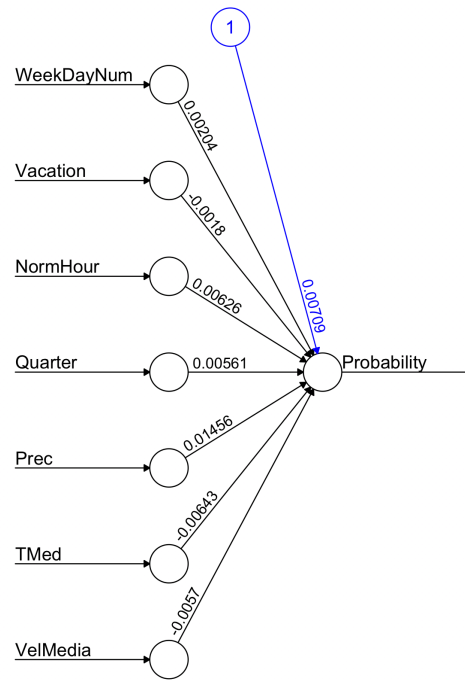 1
WeekDayNum
0.00204
Vacation
-0.0018
NormHour
0.00626
0.00709
Quarter
0.00561
Probability
Prec
0.01456
TMed
-0.00643
VelMedia
-0.0057